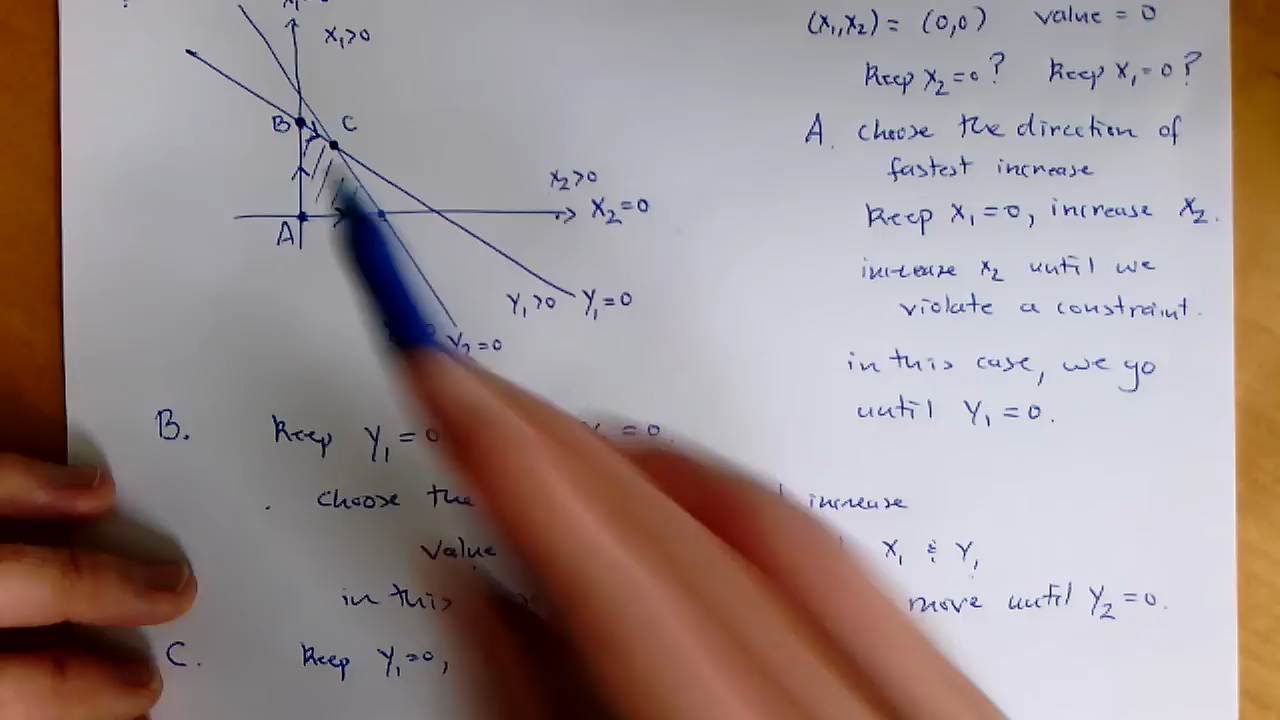 X₁>0
B
C
X₂>0
X₂=0
A
Y₁>0 Y₁=0
Y₂=0
(X₁,X₂) = (0,0) value = 0
Keep X₂=0? Keep X₁=0?
A. choose the direction of
fastest increase
Keep X₁=0, increase X₂.
increase X₂ until we
violate a constraint.
in this case, we go
until Y₁=0.
B. Keep Y₁=0 =0.
choose the increase
value X₁ & Y₁
in this move until Y₂=0.
C. Keep Y₁=0,